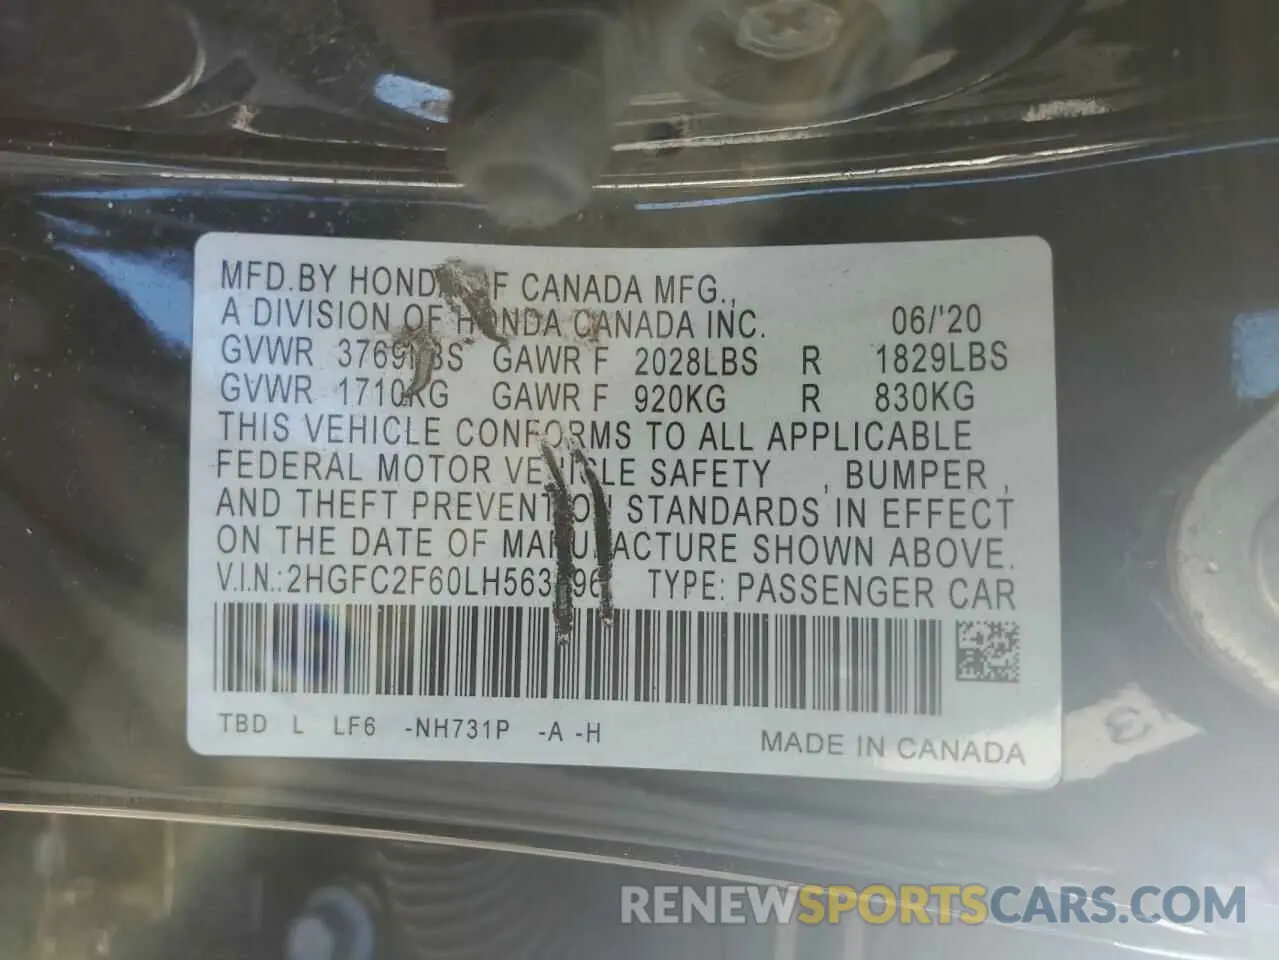 MFD.BY HONDA OF CANADA MFG.,
A DIVISION OF HONDA CANADA INC. 06/'20
GVWR 3769LBS GAWR F 2028LBS R 1829LBS
GVWR 1710KG GAWR F 920KG R 830KG
THIS VEHICLE CONFORMS TO ALL APPLICABLE
FEDERAL MOTOR VEHICLE SAFETY , BUMPER ,
AND THEFT PREVENTION STANDARDS IN EFFECT
ON THE DATE OF MANUFACTURE SHOWN ABOVE.
V.I.N.: TYPE: PASSENGER CAR
TBD L LF6 -NH731P -A -H
MADE IN CANADA
3
RENEWSPORTSCARS.COM